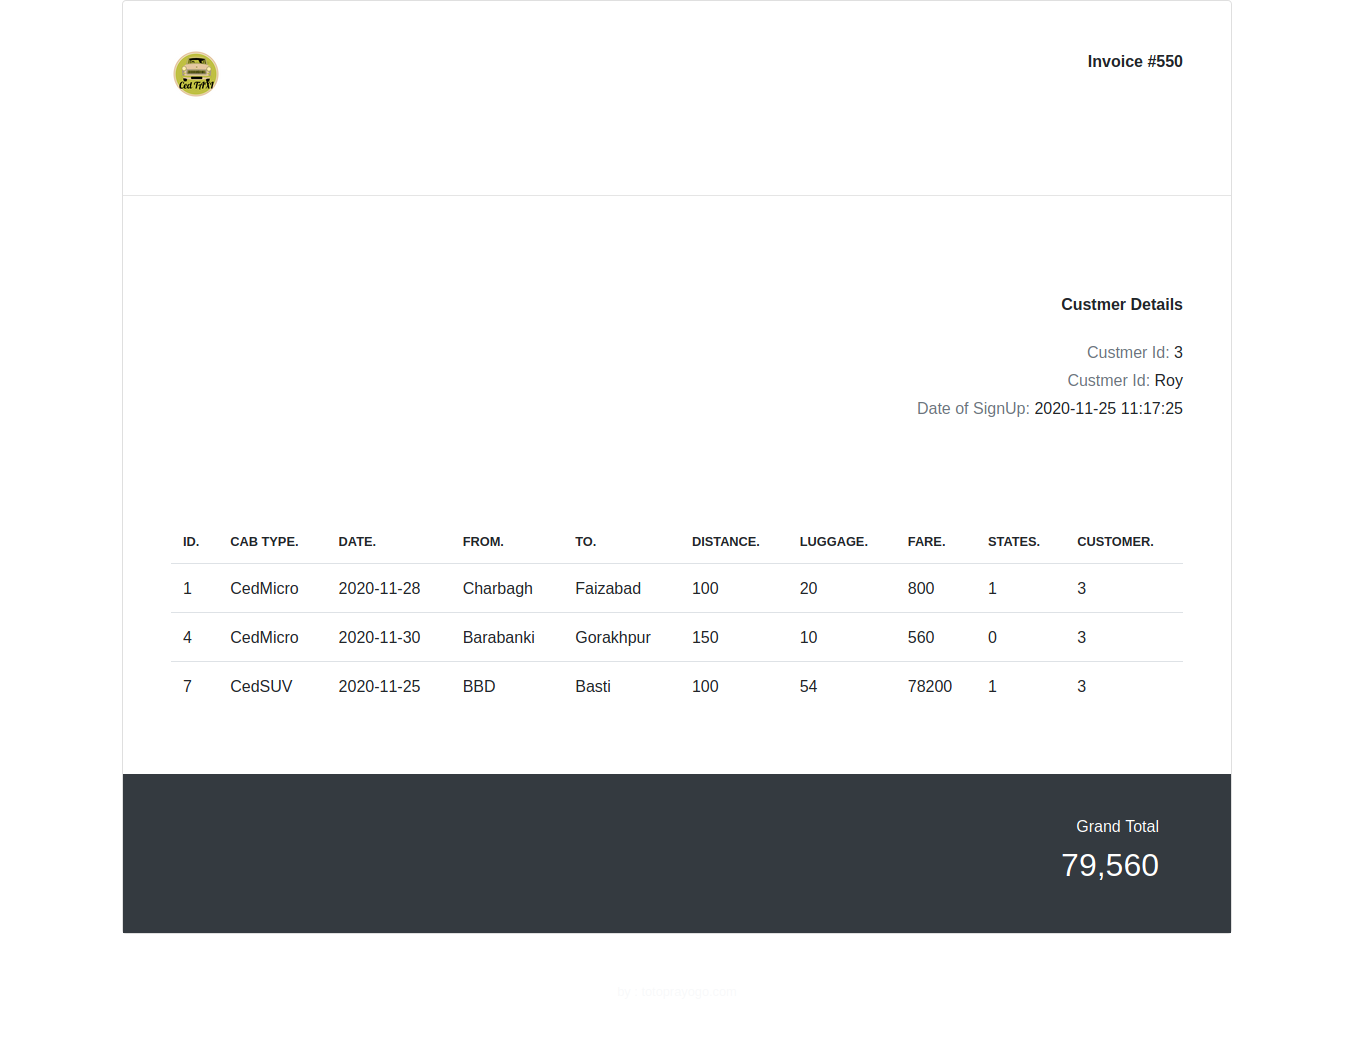 Ced TAXI
Invoice #550
Custmer Details
Custmer Id: 3
Custmer Id: Roy
Date of SignUp: 2020-11-25 11:17:25
ID. CAB TYPE. DATE. FROM. TO. DISTANCE. LUGGAGE. FARE. STATES. CUSTOMER.
1 CedMicro 2020-11-28 Charbagh Faizabad 100 20 800 1 3
4 CedMicro 2020-11-30 Barabanki Gorakhpur 150 10 560 0 3
7 CedSUV 2020-11-25 BBD Basti 100 54 78200 1 3
Grand Total
79,560